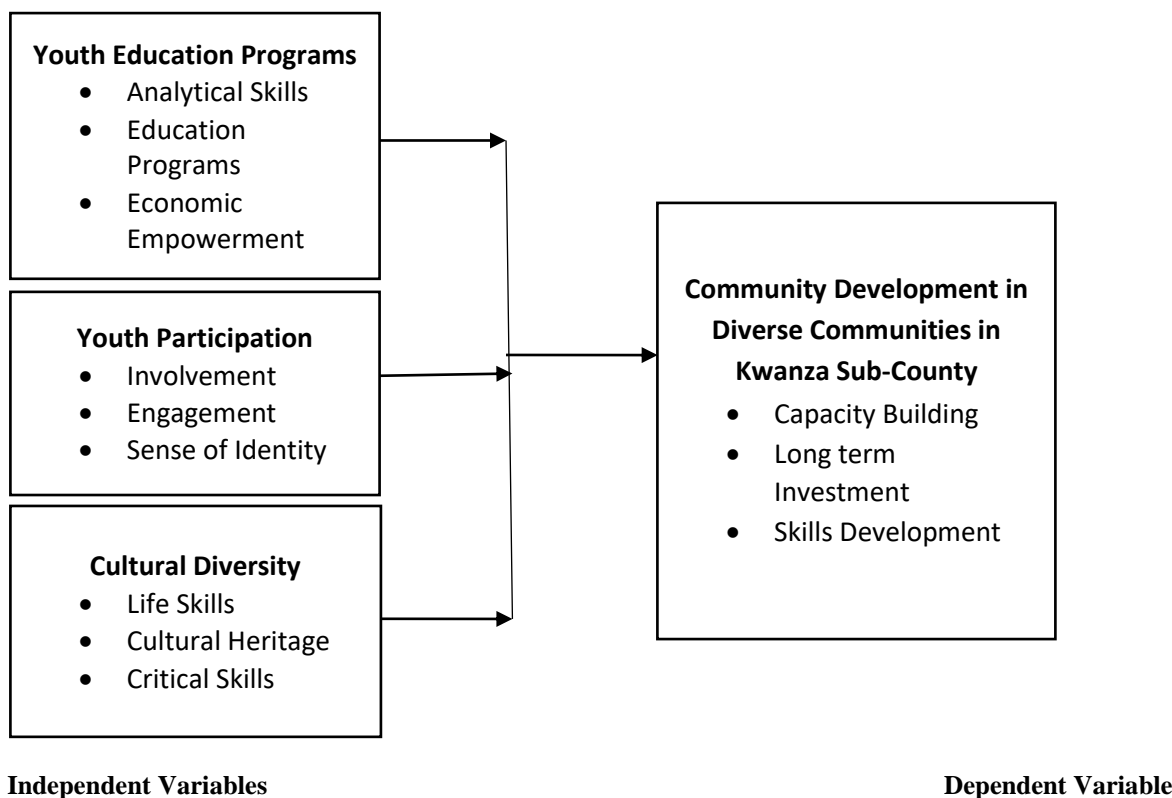 Youth Education Programs
• Analytical Skills
• Education
Programs
• Economic
Empowerment
Youth Participation
• Involvement
• Engagement
• Sense of Identity
Cultural Diversity
• Life Skills
• Cultural Heritage
• Critical Skills
Community Development in
Diverse Communities in
Kwanza Sub-County
• Capacity Building
• Long term
Investment
• Skills Development
Independent Variables
Dependent Variable